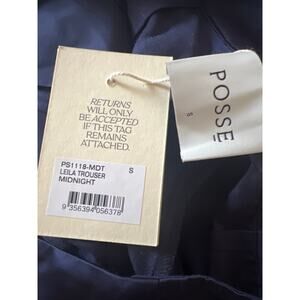 RETURNS
WILL ONLY
BE ACCEPTED
IF THIS TAG
REMAINS
ATTACHED.
PS1118-MDT S
LEILA TROUSER
MIDNIGHT
9 356394 056378
POSSE
S